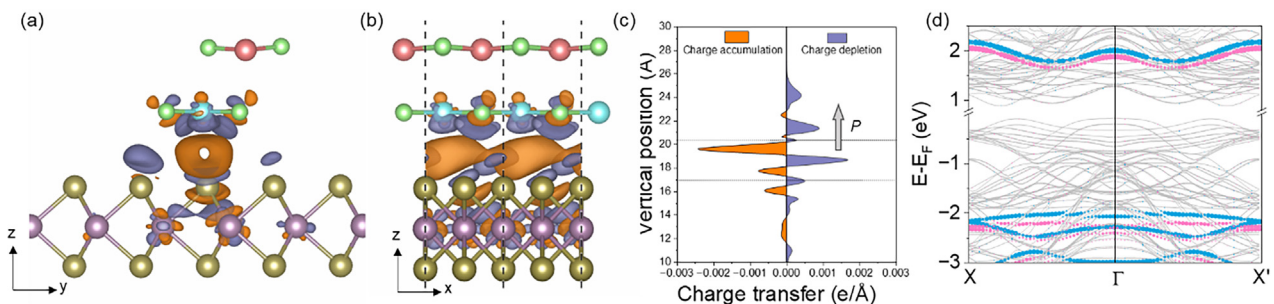 (a)
z
y
(b)
z
x
(c)
Charge accumulation
Charge depletion
Vertical position (A)
30
28
26
24
22
20
18
16
14
12
10
P
−0.003 −0.002 −0.001 0.000 0.001 0.002 0.003
Charge transfer (e/Å)
(d)
E-E_F (eV)
2
1
−1
−2
−3
X Γ X'